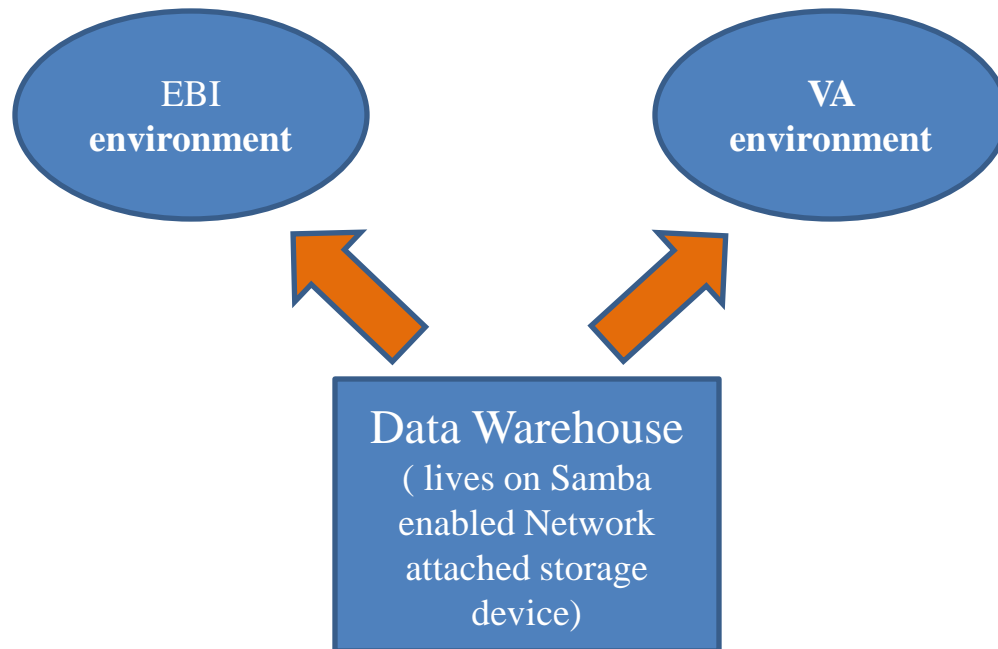 EBI
environment
VA
environment
Data Warehouse
( lives on Samba
enabled Network
attached storage
device)